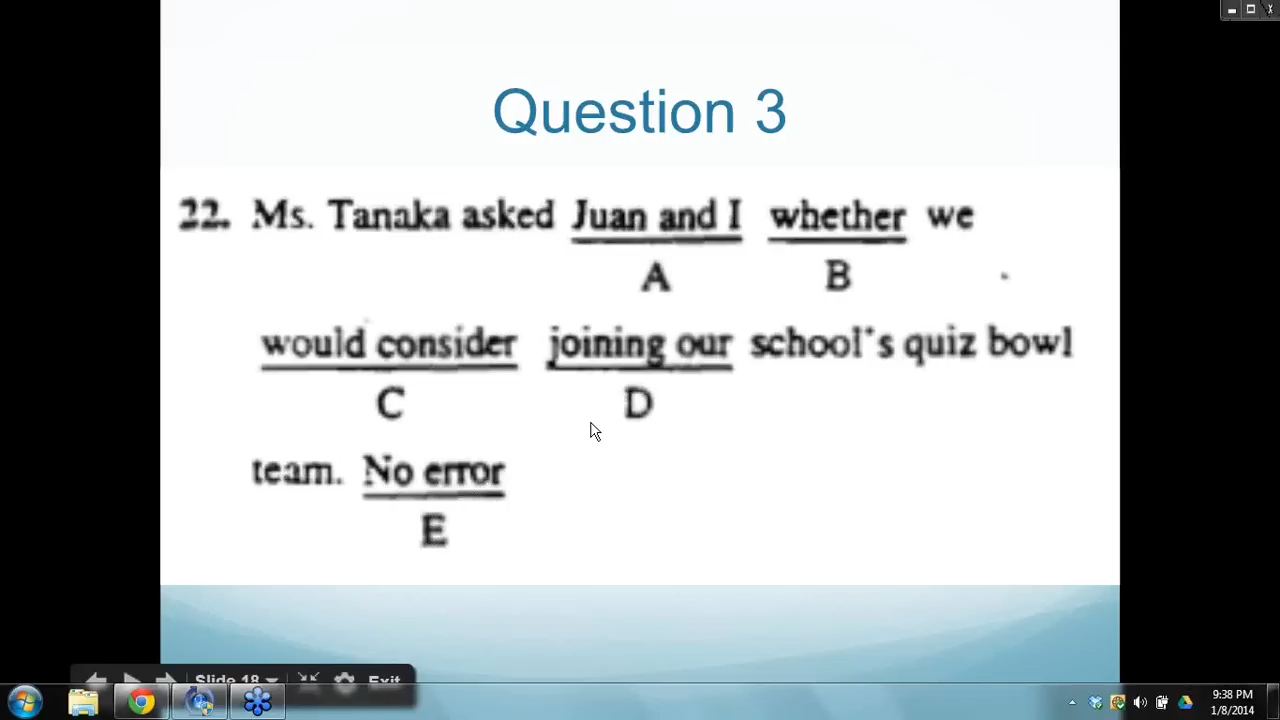 Question 3
22. Ms. Tanaka asked Juan and I whether we
A B
would consider joining our school's quiz bowl
C D
team. No error
E
Slide 18 Exit
9:38 PM
1/8/2014